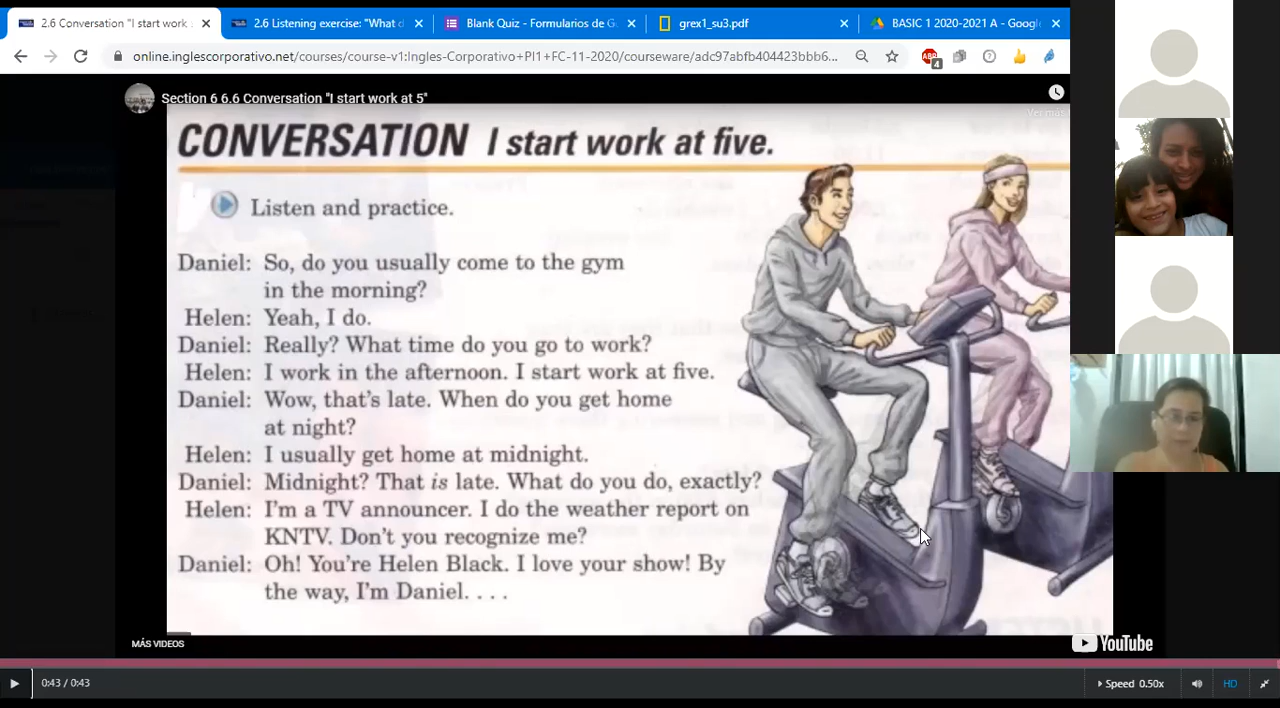 2.6 Conversation "I start work
2.6 Listening exercise: "What
Blank Quiz - Formularios de G
grex1_su3.pdf
BASIC 1 2020-2021 A - Google
online.inglescorporativo.net/courses/course-v1:Ingles-Corporativo+PI1+FC-11-2020/courseware/adc97abfb404423bbb6...
ABP
4
Section 6 6.6 Conversation "I start work at 5"
Ver más
CONVERSATION I start work at five.
Listen and practice.
Daniel: So, do you usually come to the gym
in the morning?
Helen: Yeah, I do.
Daniel: Really? What time do you go to work?
Helen: I work in the afternoon. I start work at five.
Daniel: Wow, that's late. When do you get home
at night?
Helen: I usually get home at midnight.
Daniel: Midnight? That is late. What do you do, exactly?
Helen: I'm a TV announcer. I do the weather report on
KNTV. Don't you recognize me?
Daniel: Oh! You're Helen Black. I love your show! By
the way, I'm Daniel. . . .
MÁS VIDEOS
YouTube
0:43 / 0:43
Speed 0.50x
HD